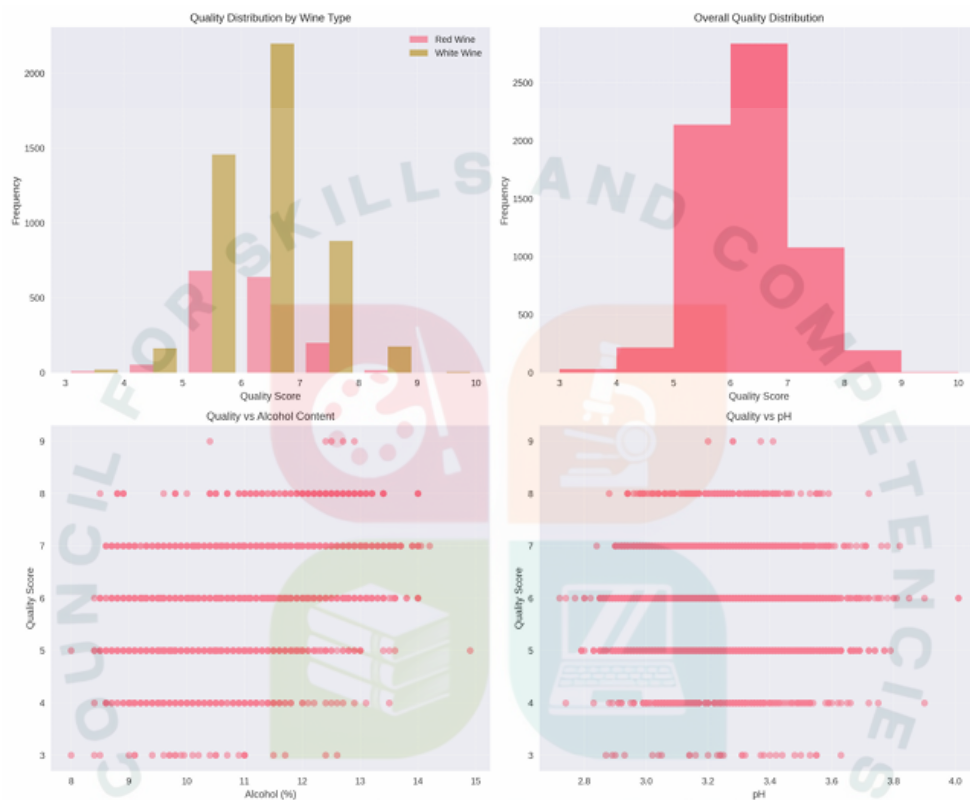 Quality Distribution by Wine Type
Red Wine
White Wine
Frequency
2000
1500
1000
500
0
3 4 5 6 7 8 9 10
Quality Score
Overall Quality Distribution
Frequency
2500
2000
1500
1000
500
0
3 4 5 6 7 8 9 10
Quality Score
Quality vs Alcohol Content
Quality Score
9
8
7
6
5
4
3
8 9 10 11 12 13 14 15
Alcohol (%)
Quality vs pH
Quality Score
9
8
7
6
5
4
3
2.8 3.0 3.2 3.4 3.6 3.8 4.0
pH
COUNCIL FOR SKILLS AND COMPETENCIES